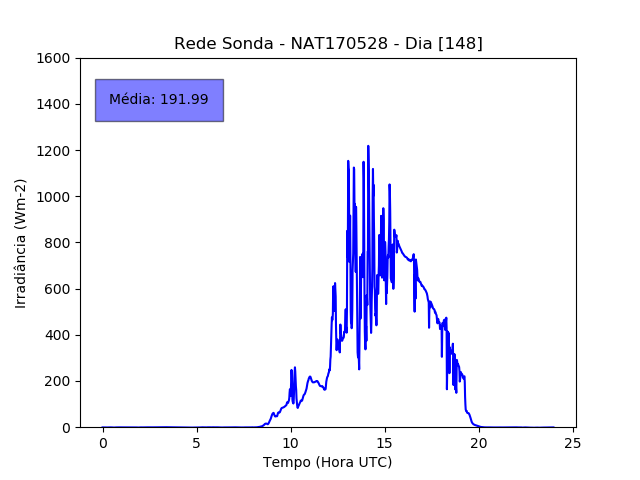 Rede Sonda - NAT170528 - Dia [148]
1600
1400
1200
1000
800
600
400
200
0
Média: 191.99
Irradiância (Wm-2)
0 5 10 15 20 25
Tempo (Hora UTC)